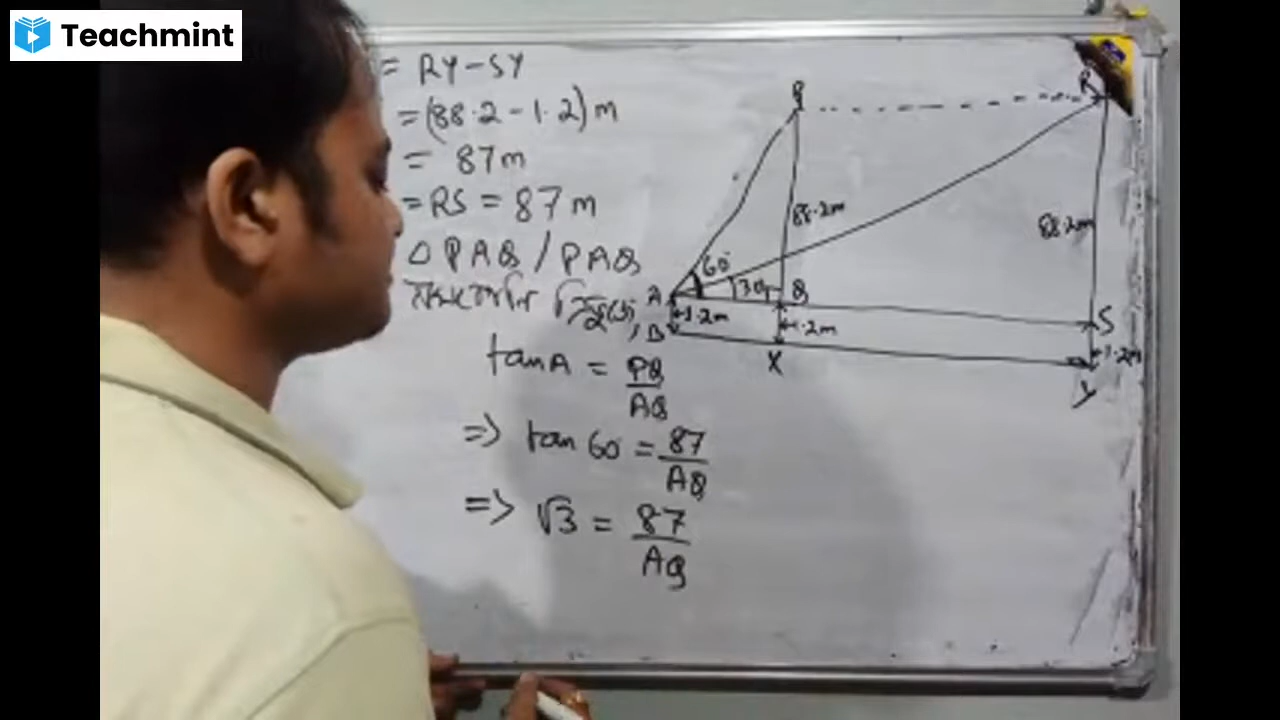 Teachmint
= RY-SY
= (88.2 - 1.2) m
= 87m
= RS = 87 m
Δ PAQ / PAQ
tan A = PQ/AQ
=> tan 60° = 87/AQ
=> √3 = 87/AQ
P
R
88.2m
88.2m
60°
30°
A
Q
S
1.2m
1.2m
1.2m
B
X
Y